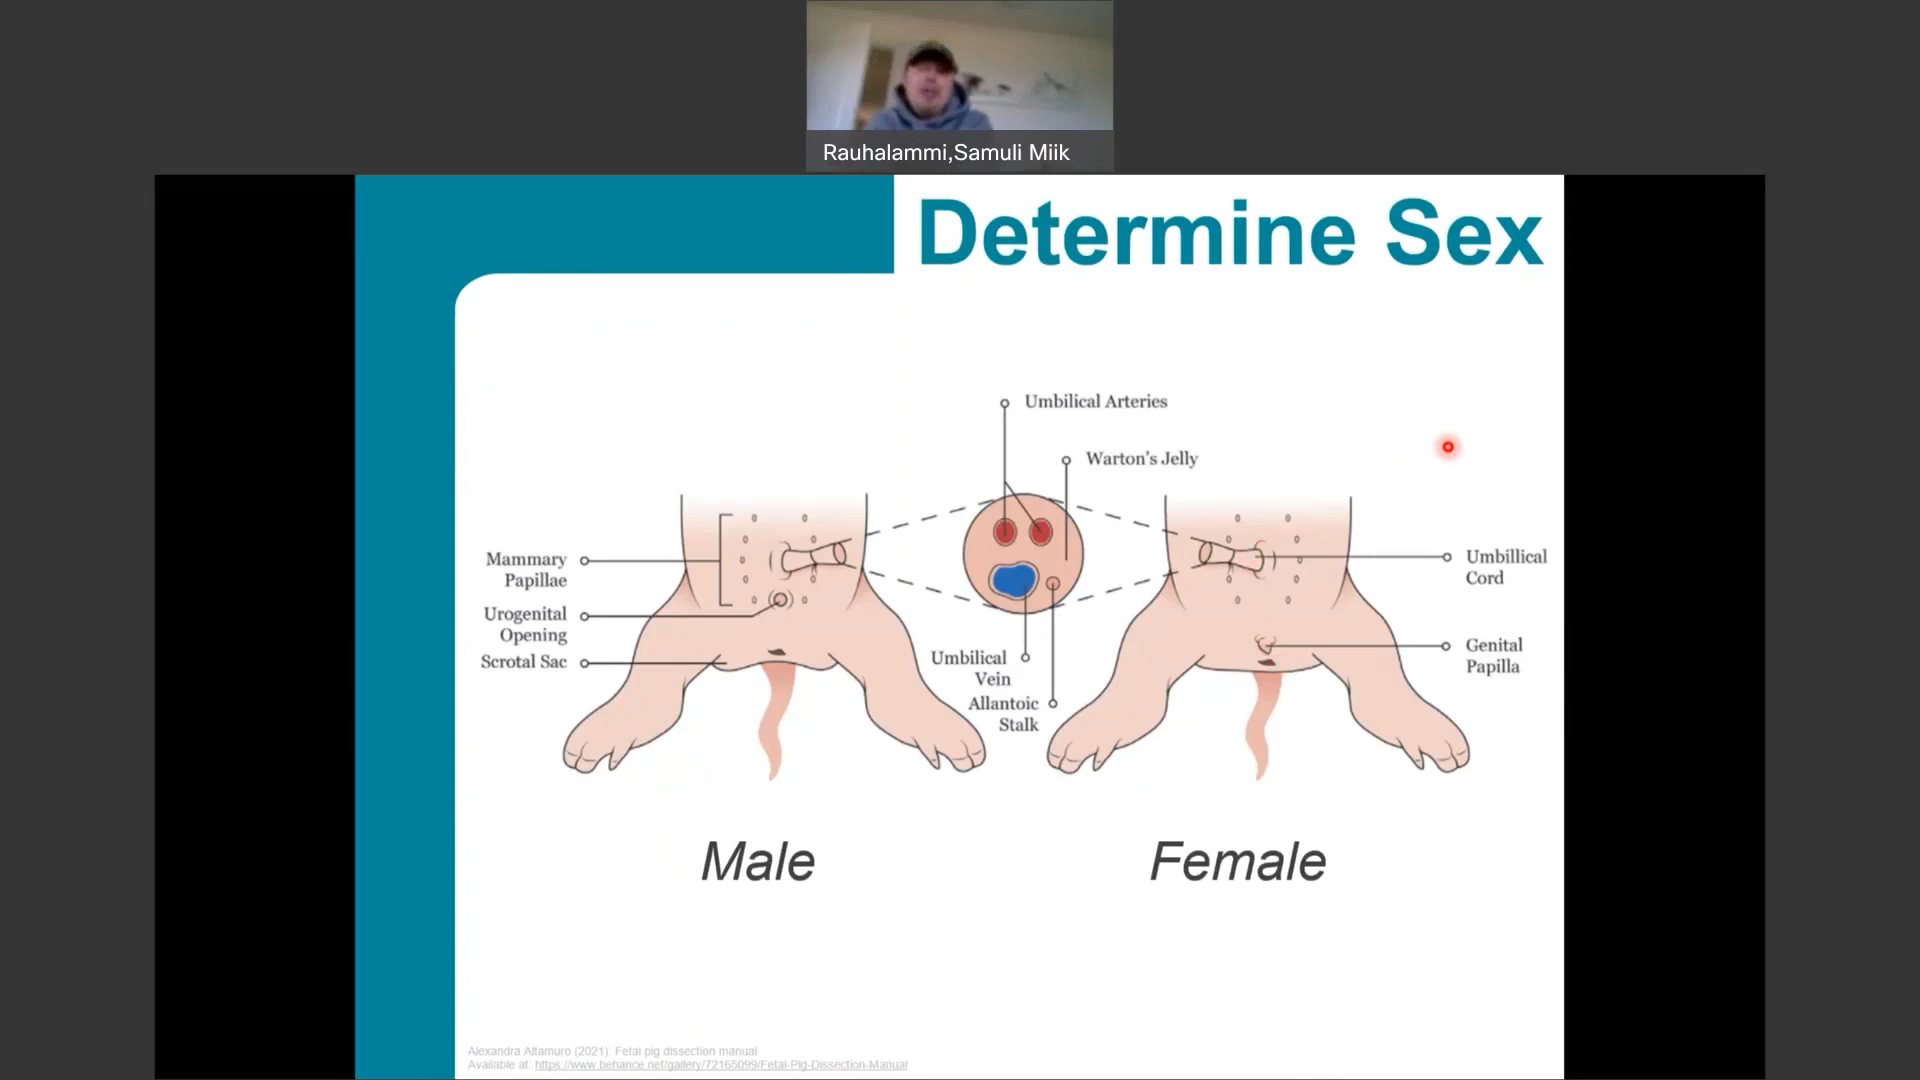 Rauhalammi,Samuli Miik
Determine Sex
Umbilical Arteries
Warton's Jelly
Mammary
Papillae
Urogenital
Opening
Scrotal Sac
Umbilical
Vein
Allantoic
Stalk
Umbillical
Cord
Genital
Papilla
Male
Female
Alexandra Altamuro (2021): Fetal pig dissection manual
Available at: https://www.behance.net/gallery/72165099/Fetal-Pig-Dissection-Manual